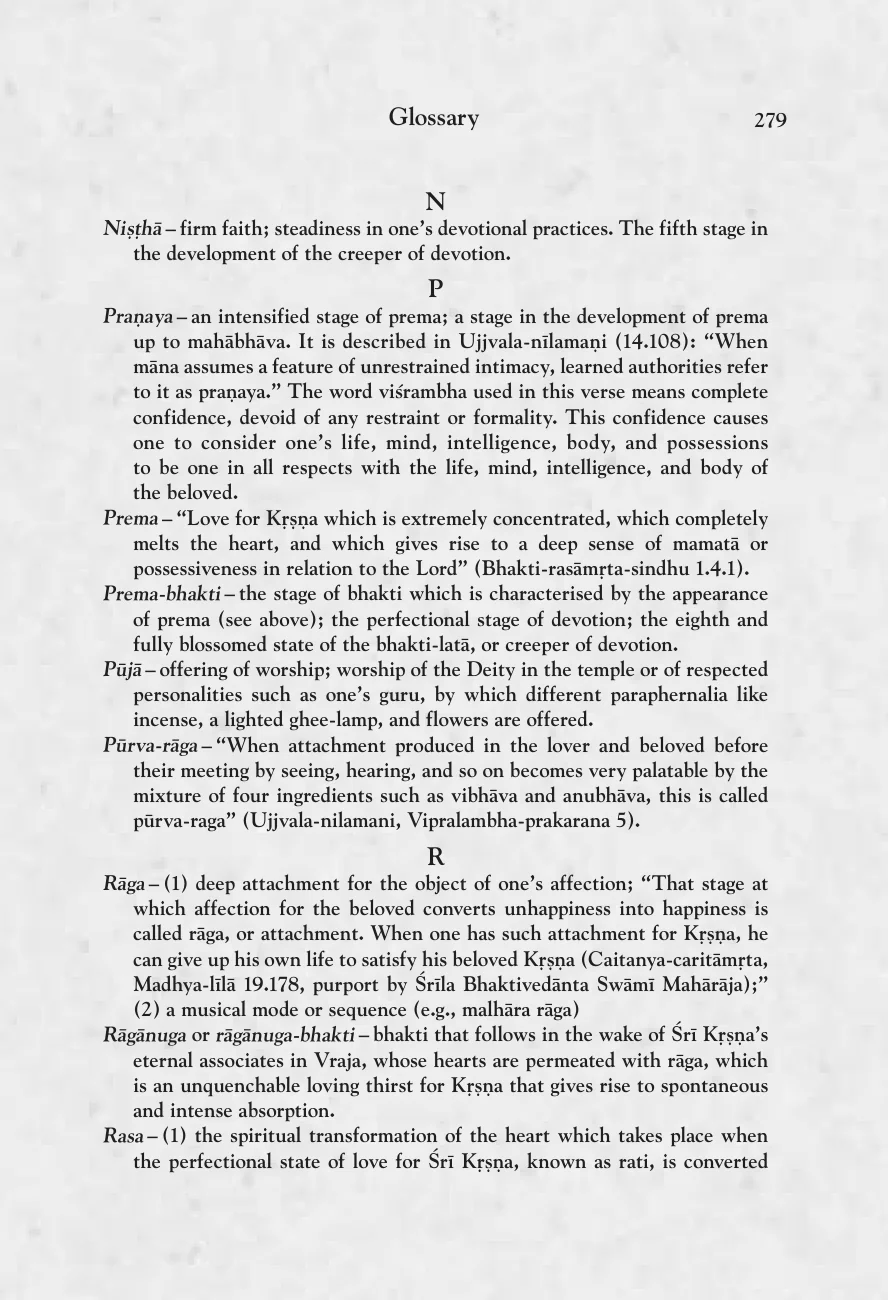 Glossary 279
N
Niṣṭhā – firm faith; steadiness in one’s devotional practices. The fifth stage in
the development of the creeper of devotion.
P
Praṇaya – an intensified stage of prema; a stage in the development of prema
up to mahābhāva. It is described in Ujjvala-nīlamaṇi (14.108): “When
māna assumes a feature of unrestrained intimacy, learned authorities refer
to it as praṇaya.” The word viśrambha used in this verse means complete
confidence, devoid of any restraint or formality. This confidence causes
one to consider one’s life, mind, intelligence, body, and possessions
to be one in all respects with the life, mind, intelligence, and body of
the beloved.
Prema – “Love for Kṛṣṇa which is extremely concentrated, which completely
melts the heart, and which gives rise to a deep sense of mamatā or
possessiveness in relation to the Lord” (Bhakti-rasāmṛta-sindhu 1.4.1).
Prema-bhakti – the stage of bhakti which is characterised by the appearance
of prema (see above); the perfectional stage of devotion; the eighth and
fully blossomed state of the bhakti-latā, or creeper of devotion.
Pūjā – offering of worship; worship of the Deity in the temple or of respected
personalities such as one’s guru, by which different paraphernalia like
incense, a lighted ghee-lamp, and flowers are offered.
Pūrva-rāga – “When attachment produced in the lover and beloved before
their meeting by seeing, hearing, and so on becomes very palatable by the
mixture of four ingredients such as vibhāva and anubhāva, this is called
pūrva-raga” (Ujjvala-nilamani, Vipralambha-prakarana 5).
R
Rāga – (1) deep attachment for the object of one’s affection; “That stage at
which affection for the beloved converts unhappiness into happiness is
called rāga, or attachment. When one has such attachment for Kṛṣṇa, he
can give up his own life to satisfy his beloved Kṛṣṇa (Caitanya-caritāmṛta,
Madhya-līlā 19.178, purport by Śrīla Bhaktivedānta Swāmī Mahārāja);”
(2) a musical mode or sequence (e.g., malhāra rāga)
Rāgānuga or rāgānuga-bhakti – bhakti that follows in the wake of Śrī Kṛṣṇa’s
eternal associates in Vraja, whose hearts are permeated with rāga, which
is an unquenchable loving thirst for Kṛṣṇa that gives rise to spontaneous
and intense absorption.
Rasa – (1) the spiritual transformation of the heart which takes place when
the perfectional state of love for Śrī Kṛṣṇa, known as rati, is converted